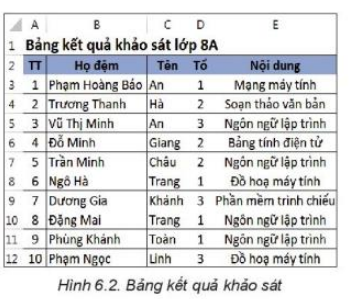 A B C D E
1 Bảng kết quả khảo sát lớp 8A
2 TT Họ đệm Tên Tổ Nội dung
3 1 Phạm Hoàng Bảo An 1 Mạng máy tính
4 2 Trương Thanh Hà 2 Soạn thảo văn bản
5 3 Vũ Thị Minh An 3 Ngôn ngữ lập trình
6 4 Đỗ Minh Giang 2 Bảng tính điện tử
7 5 Trần Minh Châu 2 Ngôn ngữ lập trình
8 6 Ngô Hà Trang 1 Đồ hoạ máy tính
9 7 Dương Gia Khánh 3 Phần mềm trình chiếu
10 8 Đặng Mai Trang 1 Ngôn ngữ lập trình
11 9 Phùng Khánh Toàn 1 Ngôn ngữ lập trình
12 10 Phạm Ngọc Linh 3 Đồ hoạ máy tính
Hình 6.2. Bảng kết quả khảo sát